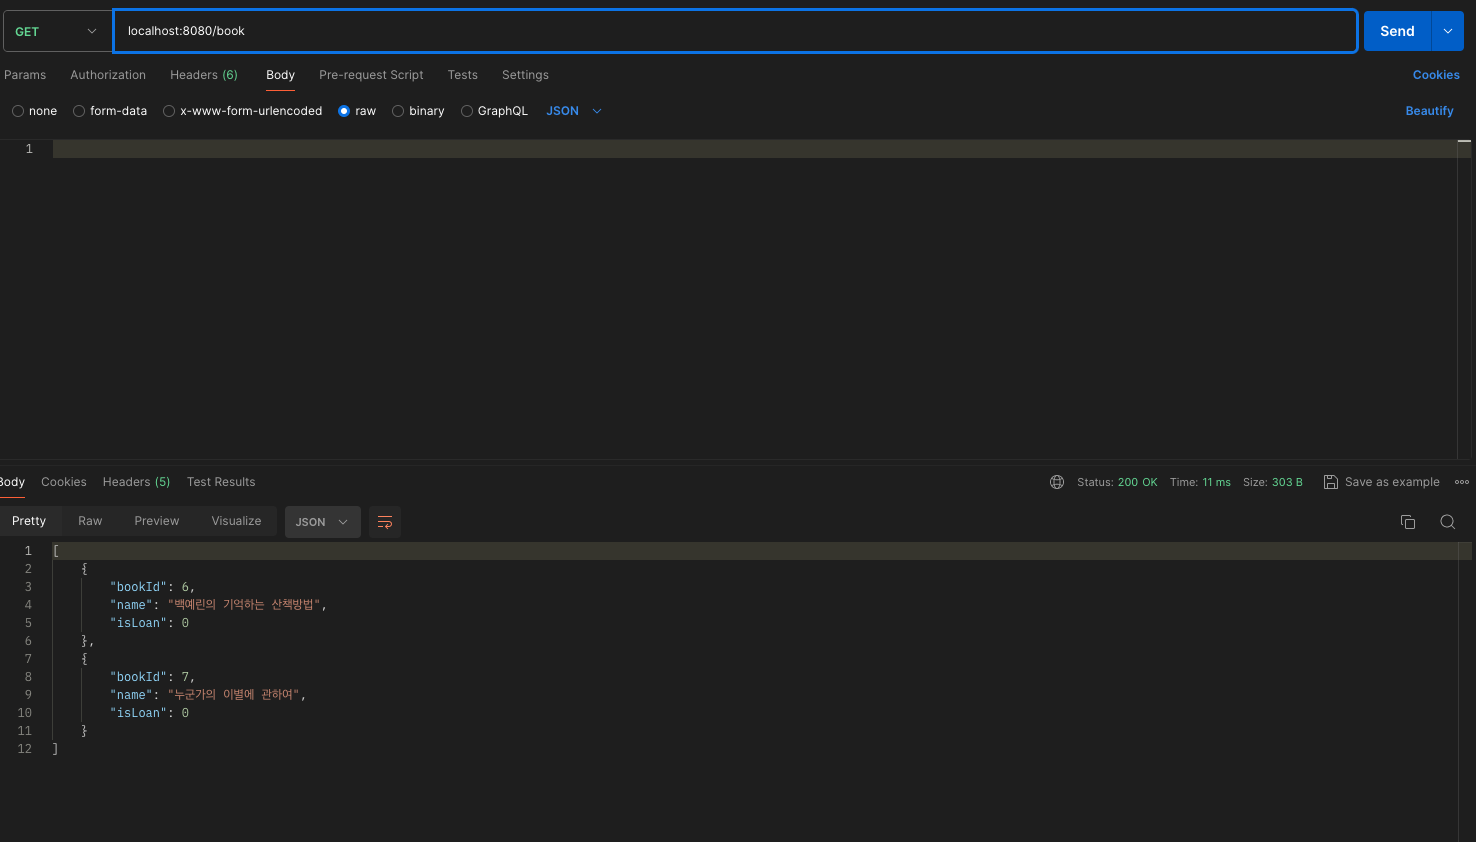 GET localhost:8080/book Send
Params Authorization Headers (6) Body Pre-request Script Tests Settings Cookies
none form-data x-www-form-urlencoded raw binary GraphQL JSON Beautify
1
Body Cookies Headers (5) Test Results Status: 200 OK Time: 11 ms Size: 303 B Save as example
Pretty Raw Preview Visualize JSON
1 [
2 {
3 "bookId": 6,
4 "name": "백예린의 기억하는 산책방법",
5 "isLoan": 0
6 },
7 {
8 "bookId": 7,
9 "name": "누군가의 이별에 관하여",
10 "isLoan": 0
11 }
12 ]